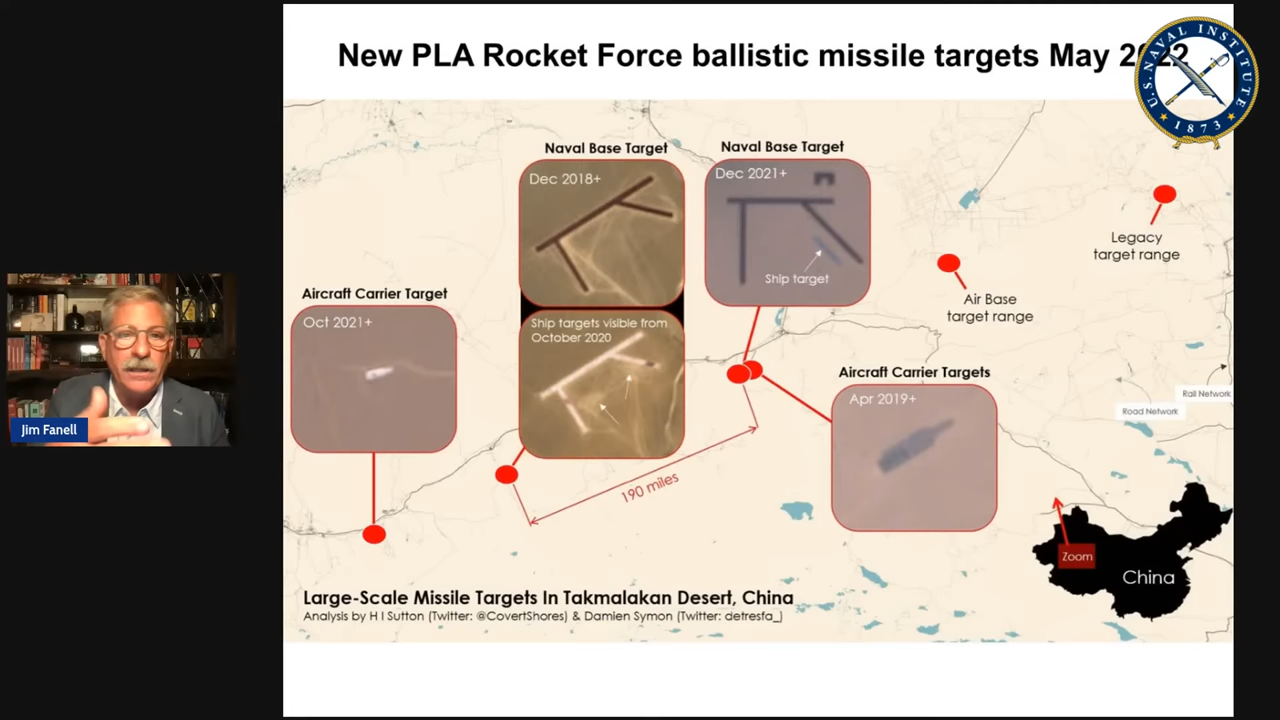 New PLA Rocket Force ballistic missile targets May 2022
U.S. NAVAL INSTITUTE
1873
Naval Base Target
Dec 2018+
Naval Base Target
Dec 2021+
Ship target
Legacy
target range
Air Base
target range
Aircraft Carrier Target
Oct 2021+
Ship targets visible from
October 2020
Aircraft Carrier Targets
Apr 2019+
Rail Network
Road Network
190 miles
Jim Fanell
Zoom
China
Large-Scale Missile Targets In Takmalakan Desert, China
Analysis by H I Sutton (Twitter: @CovertShores) & Damien Symon (Twitter: detresfa_)